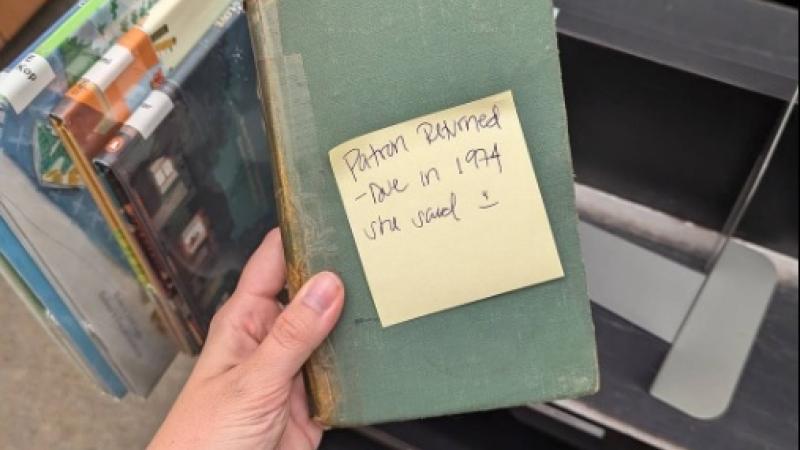 Patron Returned
- Due in 1974
she said :)
E